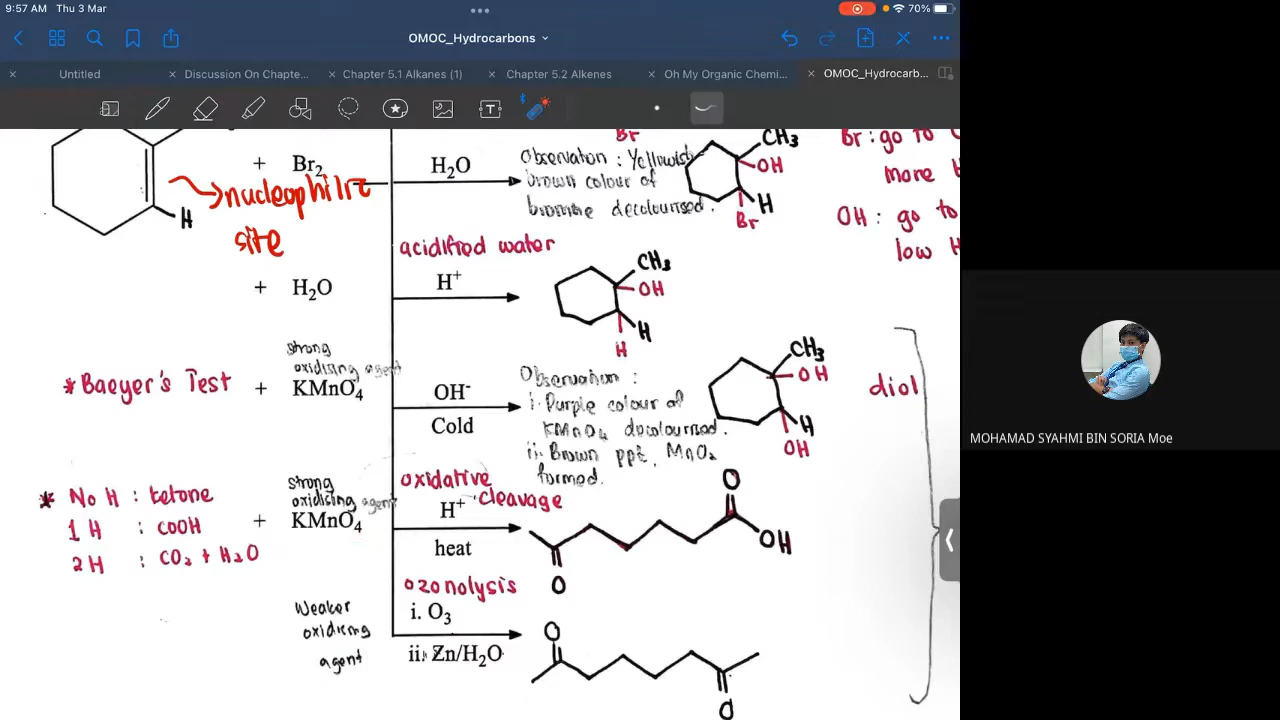 9:57 AM Thu 3 Mar
70%
OMOC_Hydrocarbons
Untitled
Discussion On Chapte...
Chapter 5.1 Alkanes (1)
Chapter 5.2 Alkenes
Oh My Organic Chemi...
OMOC_Hydrocarb...
Br
CH3
OH
H
Br
+ Br2
H2O
Observation : Yellowish
brown colour of
bromine decolourised.
Br : go to
more H
OH : go to
low H
nucleophilic
site
H
acidified water
+ H2O
H+
CH3
OH
H
H
*Baeyer's Test
strong
oxidising agent
+ KMnO4
OH-
Cold
Observation :
i. Purple colour of
KMnO4 decolourised.
ii. Brown ppt, MnO2
formed.
CH3
OH
H
OH
diol
* No H : ketone
1 H : COOH
2 H : CO2 + H2O
strong
oxidising agent
+ KMnO4
oxidative
cleavage
H+
heat
O
OH
O
ozonolysis
Weaker
oxidising
agent
i. O3
ii. Zn/H2O
O
O
MOHAMAD SYAHMI BIN SORIA Moe